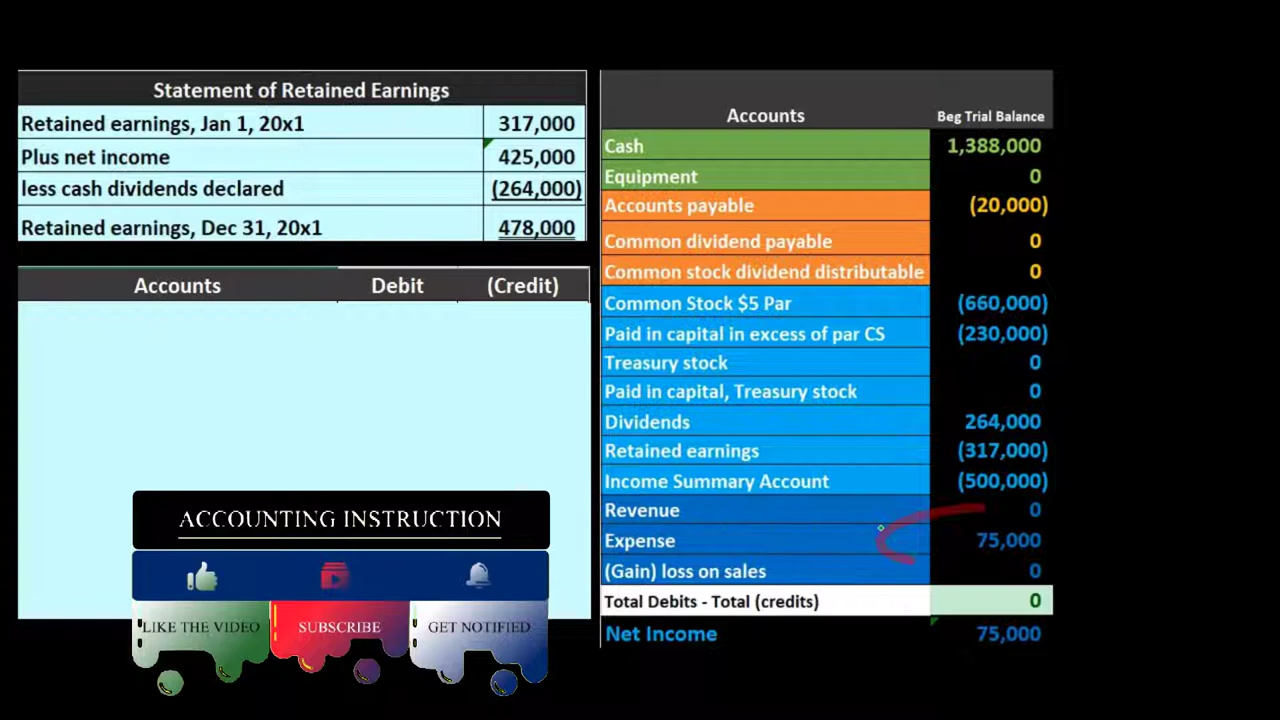 Statement of Retained Earnings
Retained earnings, Jan 1, 20x1 317,000
Plus net income 425,000
less cash dividends declared (264,000)
Retained earnings, Dec 31, 20x1 478,000
Accounts Debit (Credit)
ACCOUNTING INSTRUCTION
LIKE THE VIDEO SUBSCRIBE GET NOTIFIED
Accounts Beg Trial Balance
Cash 1,388,000
Equipment 0
Accounts payable (20,000)
Common dividend payable 0
Common stock dividend distributable 0
Common Stock $5 Par (660,000)
Paid in capital in excess of par CS (230,000)
Treasury stock 0
Paid in capital, Treasury stock 0
Dividends 264,000
Retained earnings (317,000)
Income Summary Account (500,000)
Revenue 0
Expense 75,000
(Gain) loss on sales 0
Total Debits - Total (credits) 0
Net Income 75,000